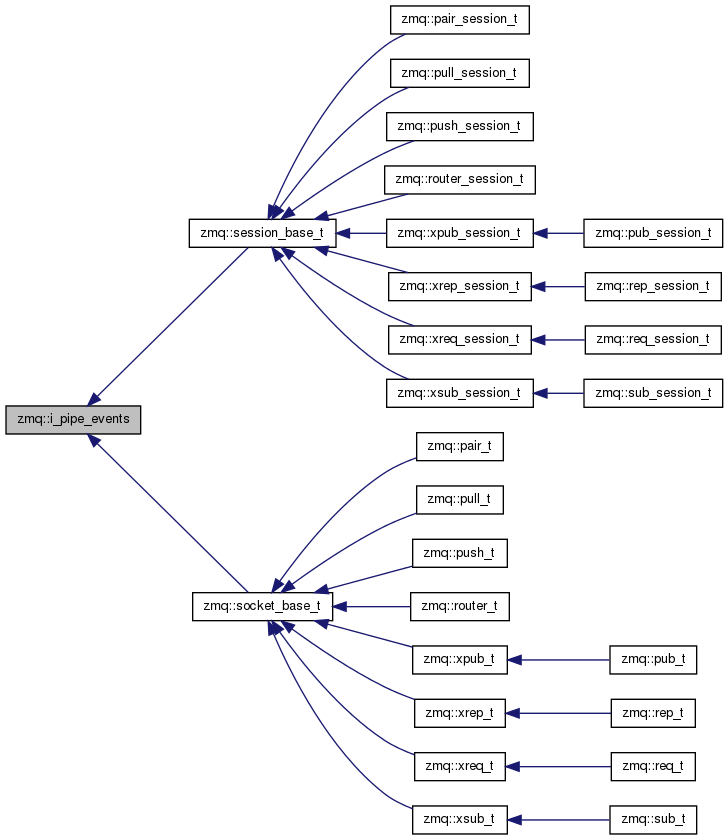 zmq::pair_session_t
zmq::pull_session_t
zmq::push_session_t
zmq::router_session_t
zmq::session_base_t
zmq::xpub_session_t
zmq::pub_session_t
zmq::xrep_session_t
zmq::rep_session_t
zmq::xreq_session_t
zmq::req_session_t
zmq::xsub_session_t
zmq::sub_session_t
zmq::i_pipe_events
zmq::pair_t
zmq::pull_t
zmq::push_t
zmq::socket_base_t
zmq::router_t
zmq::xpub_t
zmq::pub_t
zmq::xrep_t
zmq::rep_t
zmq::xreq_t
zmq::req_t
zmq::xsub_t
zmq::sub_t